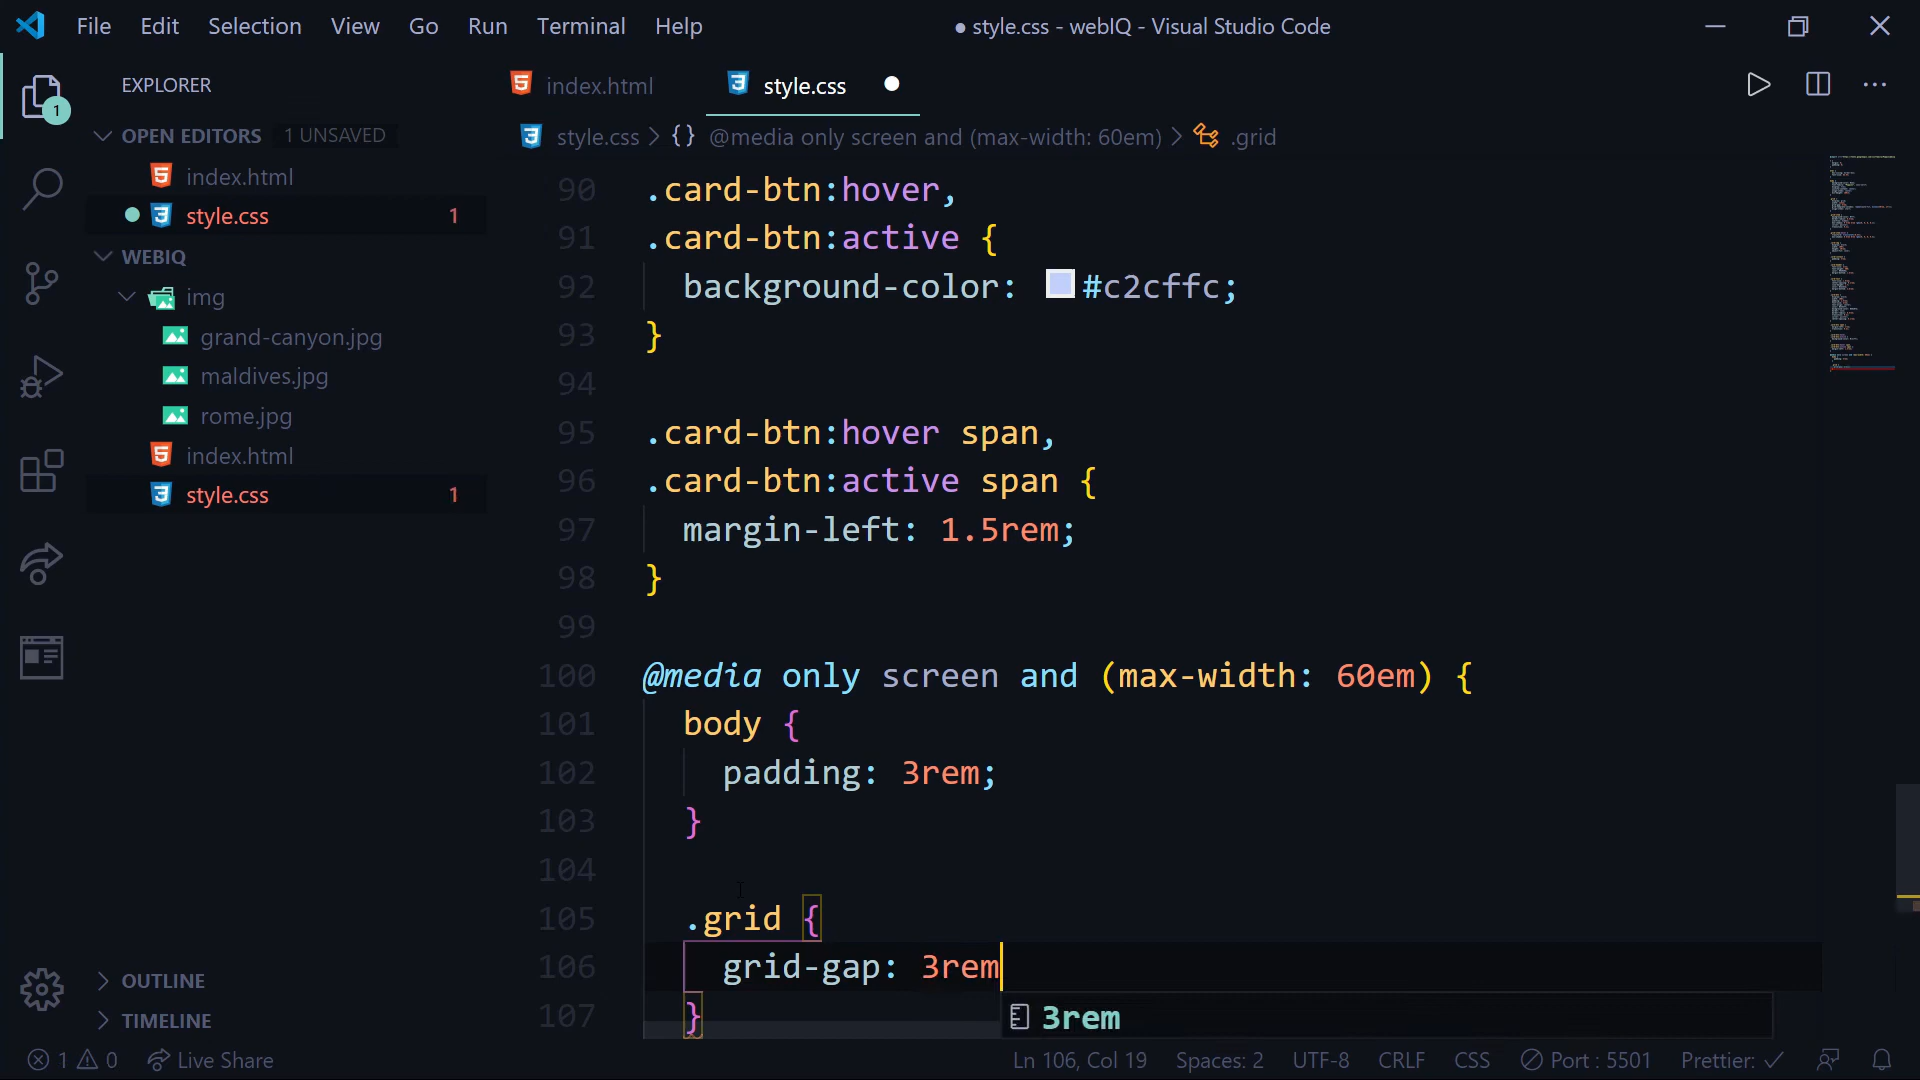 File Edit Selection View Go Run Terminal Help
● style.css - webIQ - Visual Studio Code
EXPLORER
OPEN EDITORS 1 UNSAVED
index.html
style.css 1
WEBIQ
img
grand-canyon.jpg
maldives.jpg
rome.jpg
index.html
style.css 1
OUTLINE
TIMELINE
1
index.html
style.css
style.css > {} @media only screen and (max-width: 60em) > .grid
90 .card-btn:hover,
91 .card-btn:active {
92 background-color: #c2cffc;
93 }
94
95 .card-btn:hover span,
96 .card-btn:active span {
97 margin-left: 1.5rem;
98 }
99
100 @media only screen and (max-width: 60em) {
101 body {
102 padding: 3rem;
103 }
104
105 .grid {
106 grid-gap: 3rem
107 }
3rem
1 0 Live Share Ln 106, Col 19 Spaces: 2 UTF-8 CRLF CSS Port : 5501 Prettier: ✓